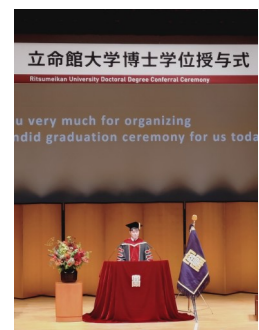 立命館大学博士学位授与式
Ritsumeikan University Doctoral Degree Conferral Ceremony
u very much for organizing
ndid graduation ceremony for us toda